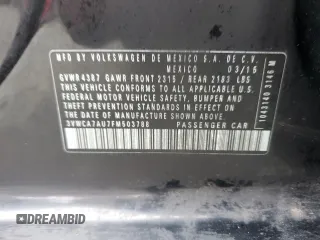 MFD BY VOLKSWAGEN DE MEXICO S.A. DE C.V.
MEXICO 03/15
GVWR 4387 GAWR FRONT 2315 / REAR 2183 LBS
THIS VEHICLE CONFORMS TO ALL APPLICABLE U.S.
FEDERAL MOTOR VEHICLE SAFETY, BUMPER AND
THEFT PREVENTION STANDARDS IN EFFECT ON
THE DATE OF MANUFACTURE SHOWN ABOVE.
3VWCA7AU7FM503788 PASSENGER CAR
DREAMBID